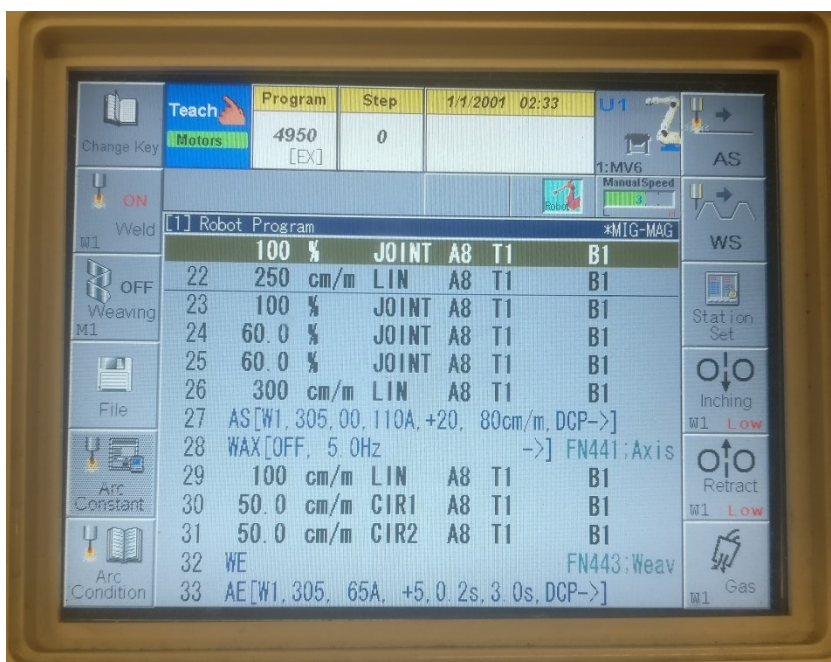 Change Key
Teach
Motors
Program
4950
[EX]
Step
0
1/1/2001 02:33
U1
1:MV6
AS
ON
Weld
W1
Robot
Manual Speed
3
WS
[1] Robot Program *MIG-MAG
100 % JOINT A8 T1 B1
22 250 cm/m LIN A8 T1 B1
23 100 % JOINT A8 T1 B1
24 60.0 % JOINT A8 T1 B1
25 60.0 % JOINT A8 T1 B1
26 300 cm/m LIN A8 T1 B1
27 AS[W1,305,00,110A,+20, 80cm/m,DCP->]
28 WAX[OFF, 5.0Hz ->] FN441;Axis
29 100 cm/m LIN A8 T1 B1
30 50.0 cm/m CIR1 A8 T1 B1
31 50.0 cm/m CIR2 A8 T1 B1
32 WE FN443;Weav
33 AE[W1,305, 65A, +5,0.2s,3.0s,DCP->]
OFF
Weaving
M1
File
Arc
Constant
Arc
Condition
Station
Set
Inching
W1 Low
Retract
W1 Low
Gas
W1